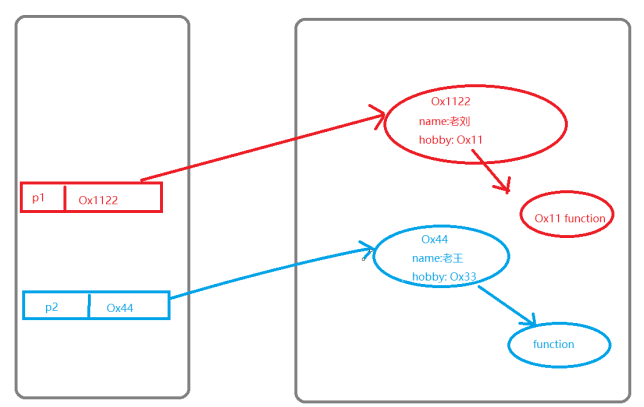 p1
Ox1122
p2
Ox44
Ox1122
name:老刘
hobby: Ox11
Ox11 function
Ox44
name:老王
hobby: Ox33
function